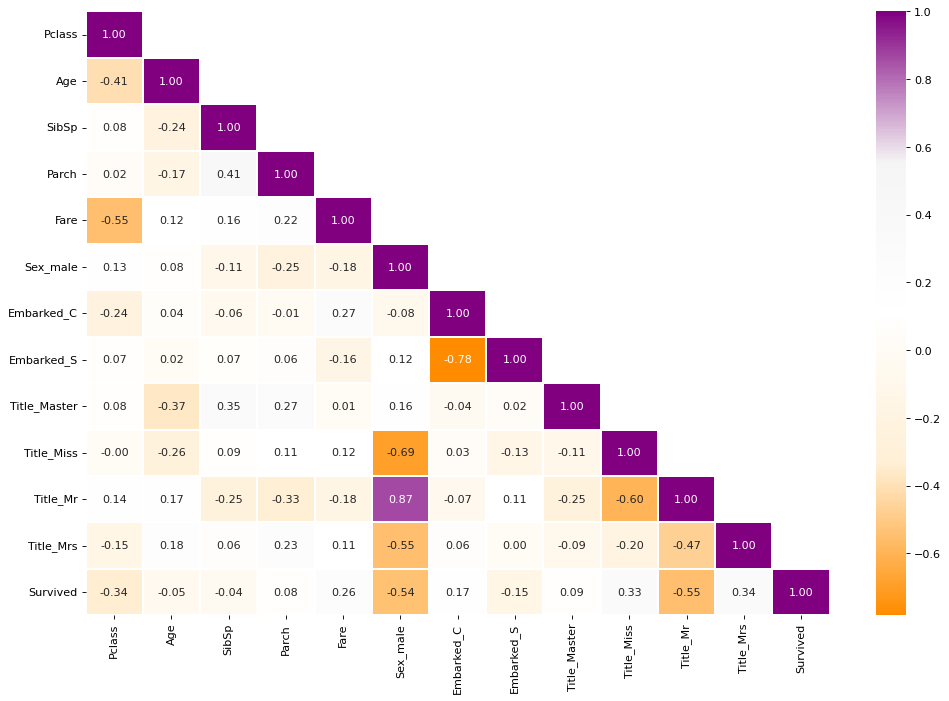 Pclass 1.00
Age -0.41 1.00
SibSp 0.08 -0.24 1.00
Parch 0.02 -0.17 0.41 1.00
Fare -0.55 0.12 0.16 0.22 1.00
Sex_male 0.13 0.08 -0.11 -0.25 -0.18 1.00
Embarked_C -0.24 0.04 -0.06 -0.01 0.27 -0.08 1.00
Embarked_S 0.07 0.02 0.07 0.06 -0.16 0.12 -0.78 1.00
Title_Master 0.08 -0.37 0.35 0.27 0.01 0.16 -0.04 0.02 1.00
Title_Miss -0.00 -0.26 0.09 0.11 0.12 -0.69 0.03 -0.13 -0.11 1.00
Title_Mr 0.14 0.17 -0.25 -0.33 -0.18 0.87 -0.07 0.11 -0.25 -0.60 1.00
Title_Mrs -0.15 0.18 0.06 0.23 0.11 -0.55 0.06 0.00 -0.09 -0.20 -0.47 1.00
Survived -0.34 -0.05 -0.04 0.08 0.26 -0.54 0.17 -0.15 0.09 0.33 -0.55 0.34 1.00
Pclass
Age
SibSp
Parch
Fare
Sex_male
Embarked_C
Embarked_S
Title_Master
Title_Miss
Title_Mr
Title_Mrs
Survived
1.0
0.8
0.6
0.4
0.2
0.0
-0.2
-0.4
-0.6